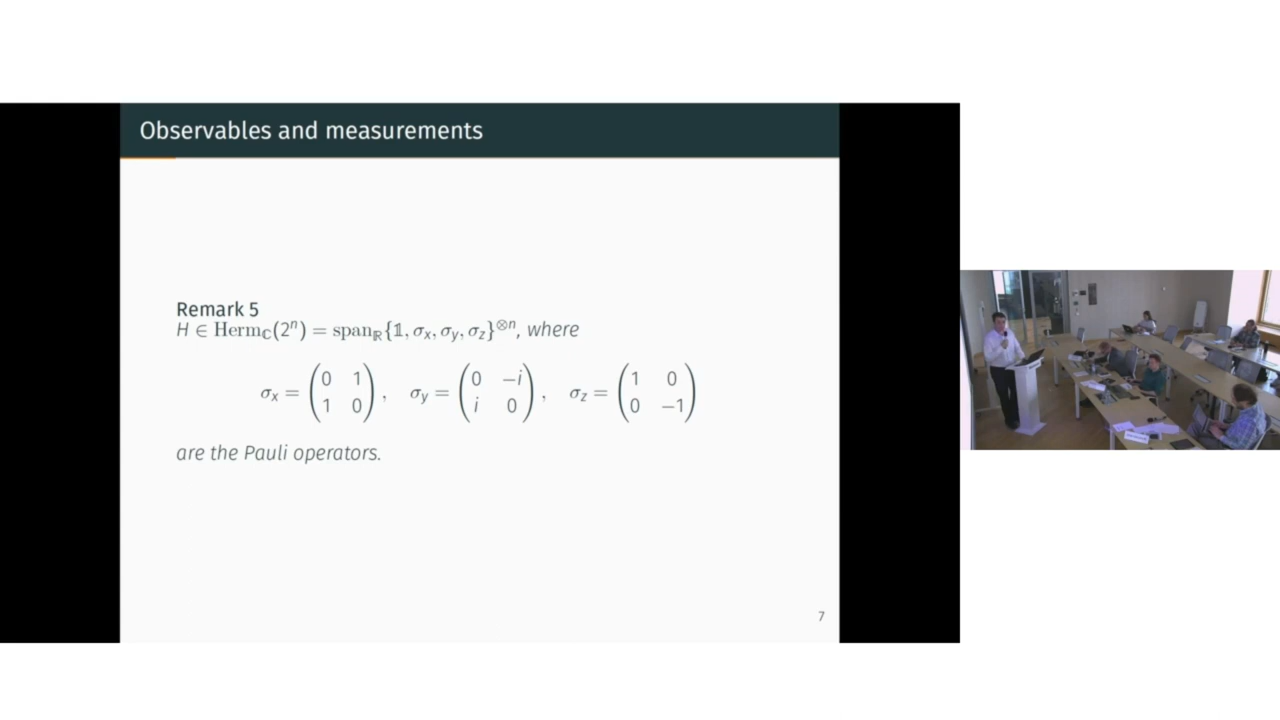 Observables and measurements
Remark 5
H ∈ Herm_ℂ(2ⁿ) = span_ℝ{𝟙, σ_x, σ_y, σ_z}^⊗n, where
σ_x = (0 1; 1 0), σ_y = (0 −i; i 0), σ_z = (1 0; 0 −1)
are the Pauli operators.
7